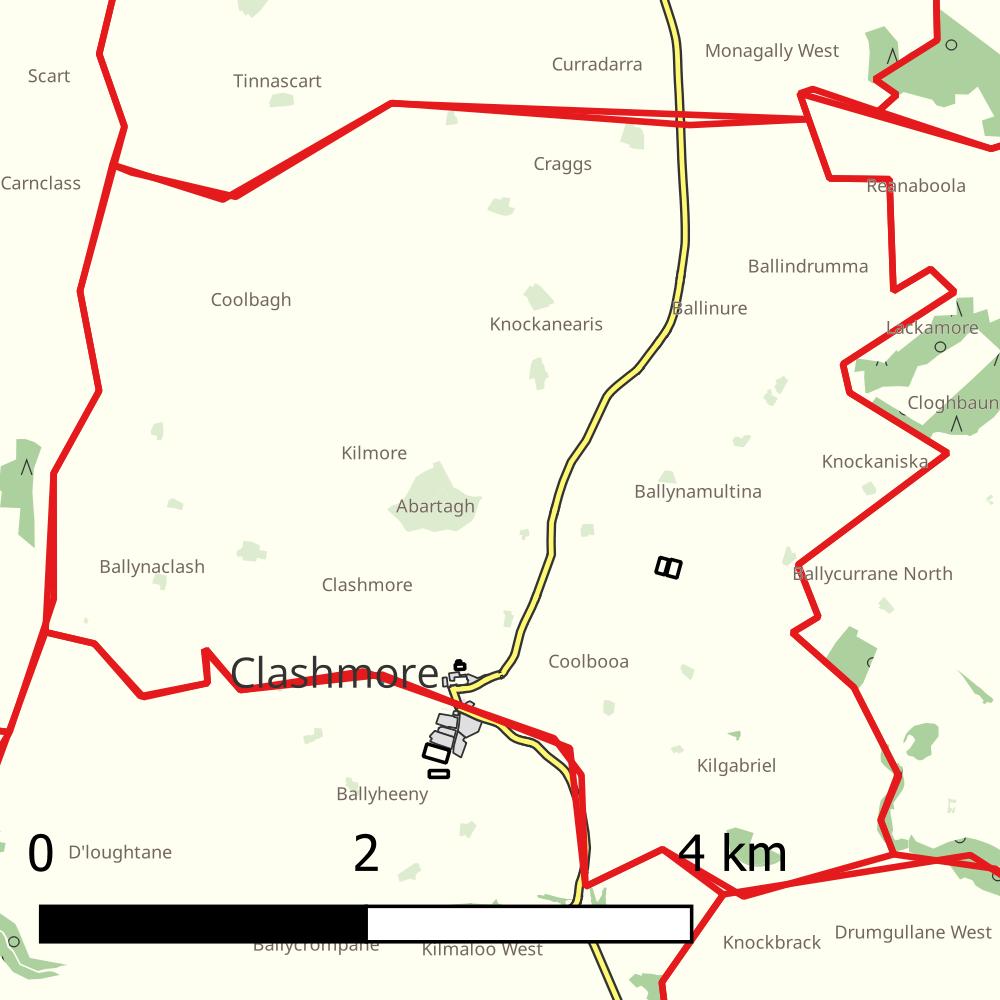 Monagally West
Curradarra
Scart
Tinnascart
Craggs
Carnclass
Reanaboola
Ballindrumma
Coolbagh
Ballinure
Knockanearis
Lackamore
Cloghbaun
Kilmore
Knockaniska
Ballynamultina
Abartagh
Ballynaclash
Ballycurrane North
Clashmore
Coolbooa
Clashmore
Kilgabriel
Ballyheeny
0 2 4 km
D'loughtane
Drumgullane West
Knockbrack
Ballycrompane
Kilmaloo West